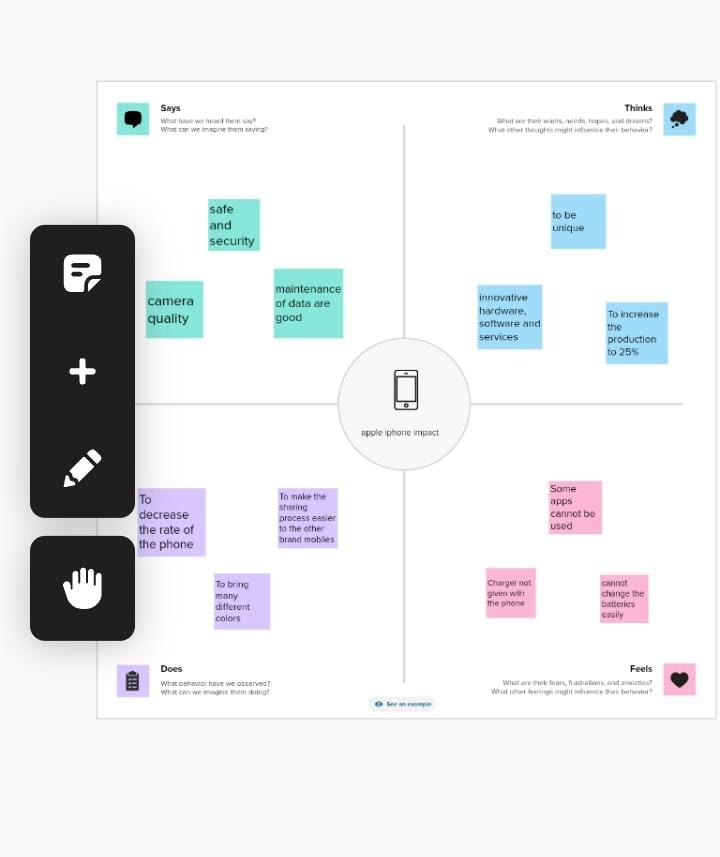 Says
What have we heard them say?
What can we imagine them saying?
Thinks
What are their wants, needs, hopes, and dreams?
What other thoughts might influence their behavior?
safe
and
security
camera
quality
maintenance
of data are
good
to be
unique
innovative
hardware,
software and
services
To increase
the
production
to 25%
apple iphone impact
To
decrease
the rate of
the phone
To make the
sharing
process easier
to the other
brand mobiles
To bring
many
different
colors
Some
apps
cannot be
used
Charger not
given with
the phone
cannot
change the
batteries
easily
Does
What behavior have we observed?
What can we imagine them doing?
Feels
What are their fears, frustrations, and anxieties?
What other feelings might influence their behavior?
See an example